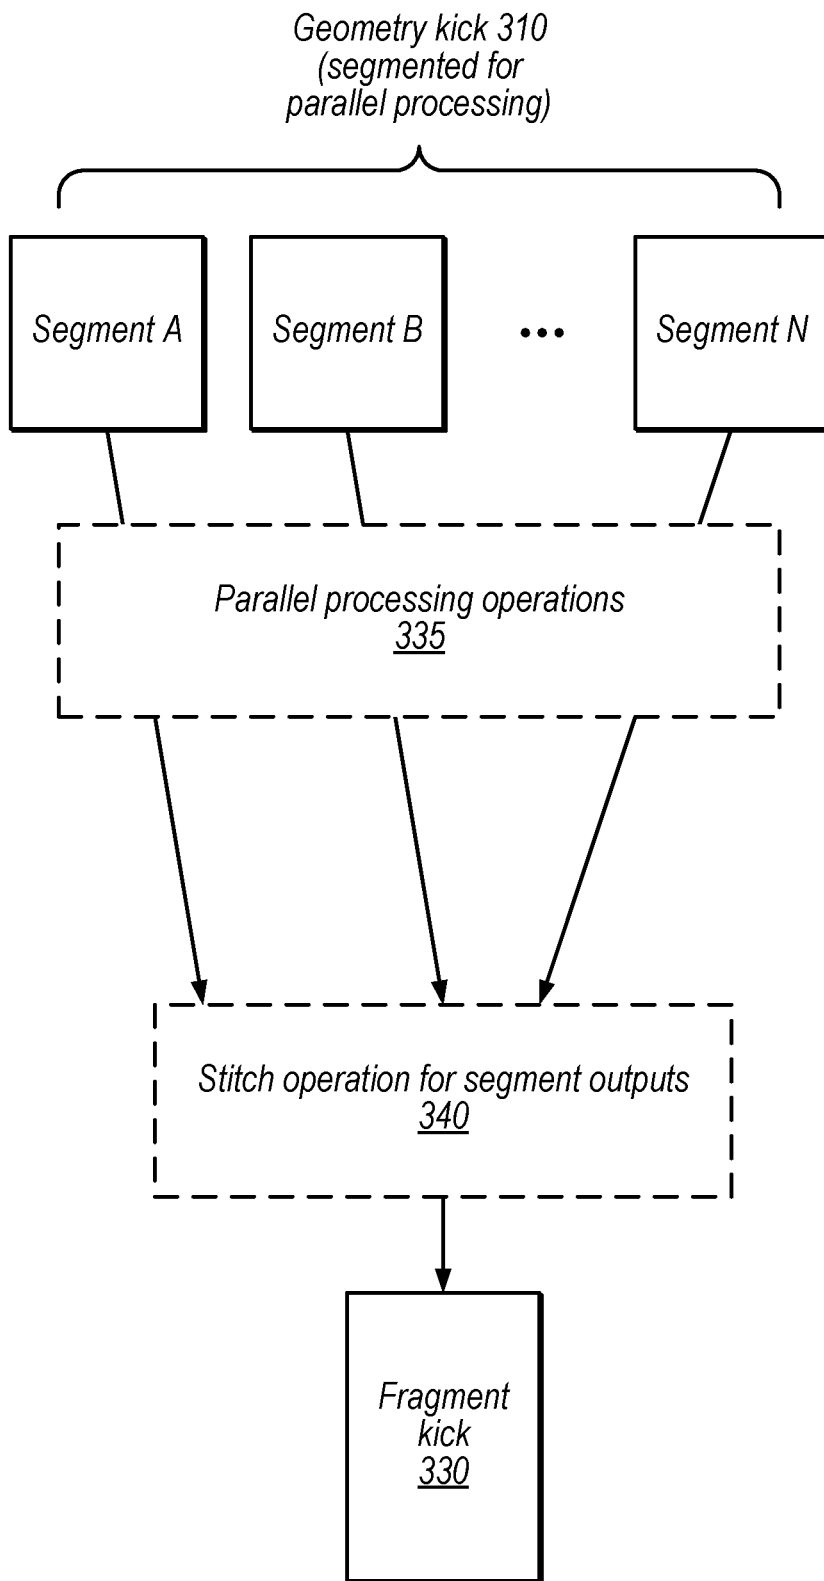 Geometry kick 310
(segmented for
parallel processing)
Segment A
Segment B
•••
Segment N
Parallel processing operations
335
Stitch operation for segment outputs
340
Fragment
kick
330